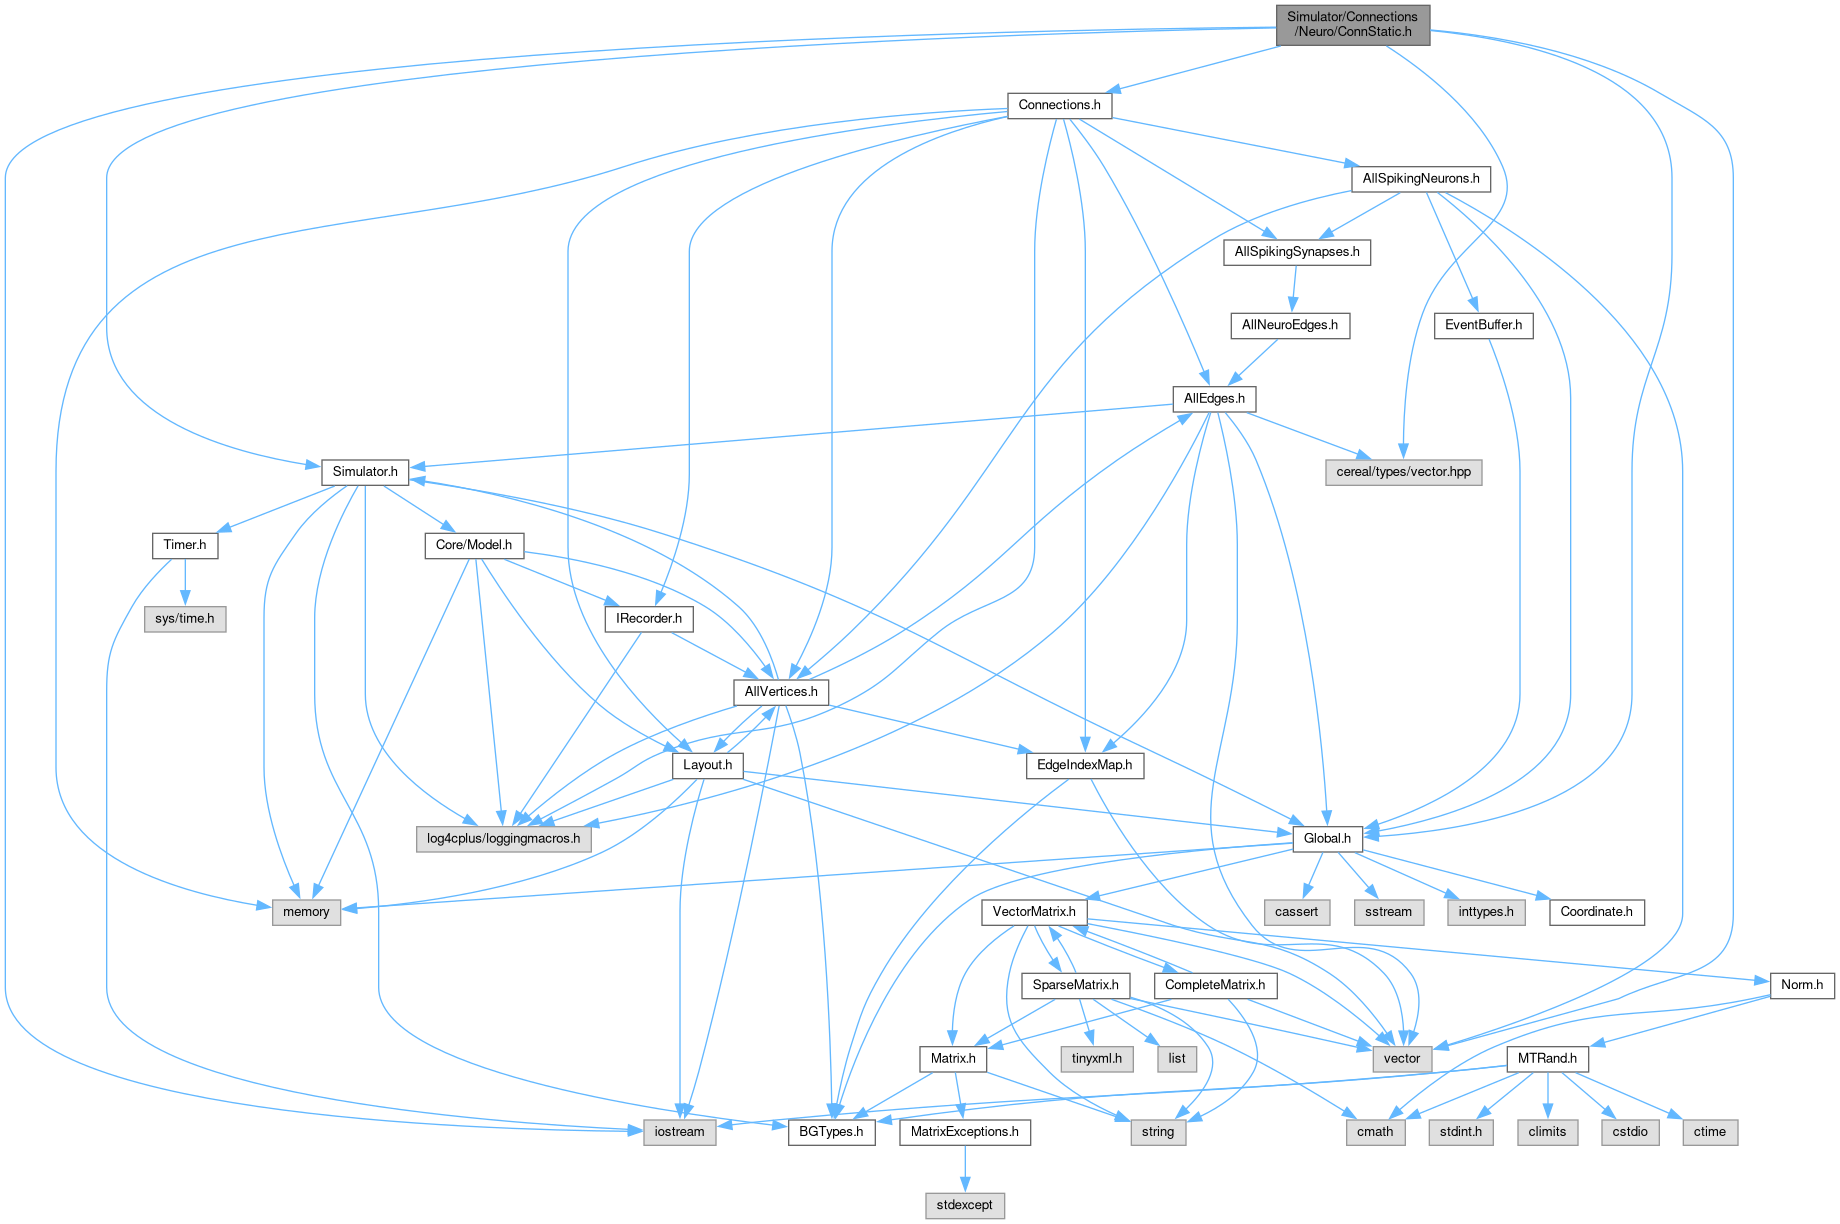 Simulator/Connections
/Neuro/ConnStatic.h
Connections.h
AllSpikingNeurons.h
AllSpikingSynapses.h
AllNeuroEdges.h
EventBuffer.h
AllEdges.h
Simulator.h
cereal/types/vector.hpp
Timer.h
Core/Model.h
sys/time.h
IRecorder.h
AllVertices.h
Layout.h
EdgeIndexMap.h
log4cplus/loggingmacros.h
Global.h
memory
VectorMatrix.h
cassert
sstream
inttypes.h
Coordinate.h
SparseMatrix.h
CompleteMatrix.h
Norm.h
Matrix.h
tinyxml.h
list
vector
MTRand.h
iostream
BGTypes.h
MatrixExceptions.h
string
cmath
stdint.h
climits
cstdio
ctime
stdexcept